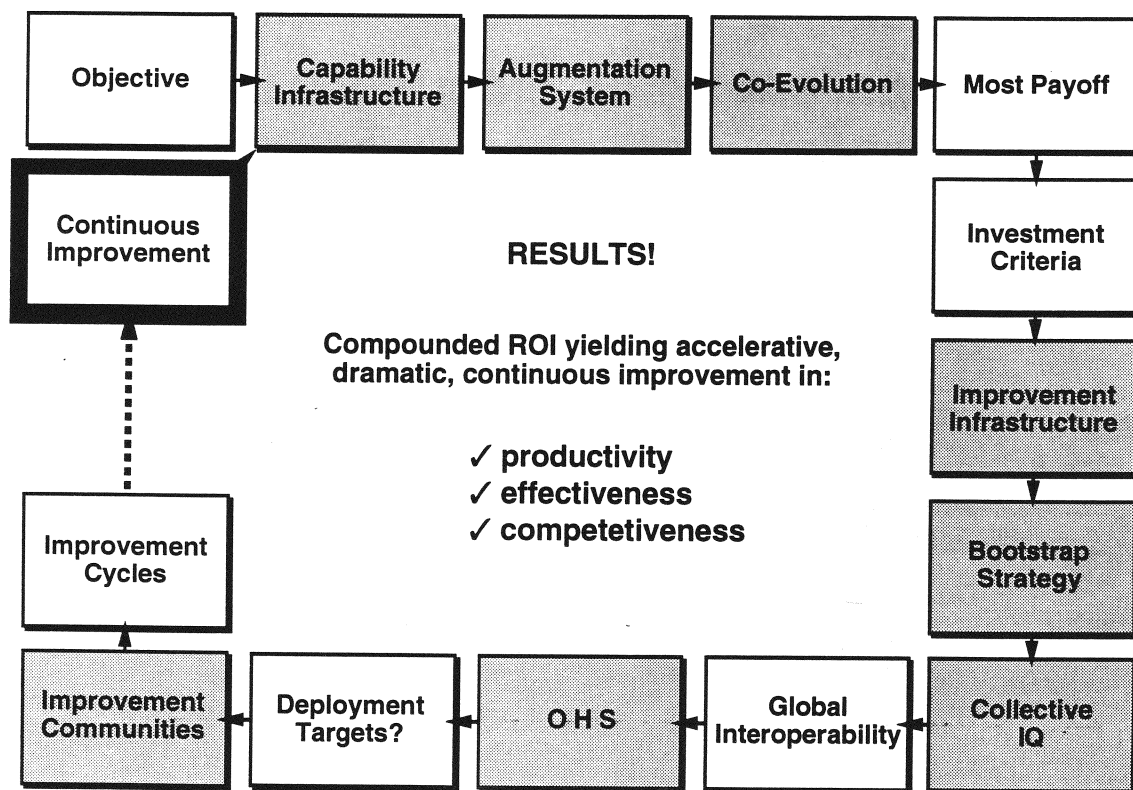 Objective
Capability
Infrastructure
Augmentation
System
Co-Evolution
Most Payoff
Investment
Criteria
Improvement
Infrastructure
Bootstrap
Strategy
Collective
IQ
Global
Interoperability
O H S
Deployment
Targets?
Improvement
Communities
Improvement
Cycles
Continuous
Improvement
RESULTS!
Compounded ROI yielding accelerative,
dramatic, continuous improvement in:
✓ productivity
✓ effectiveness
✓ competetiveness